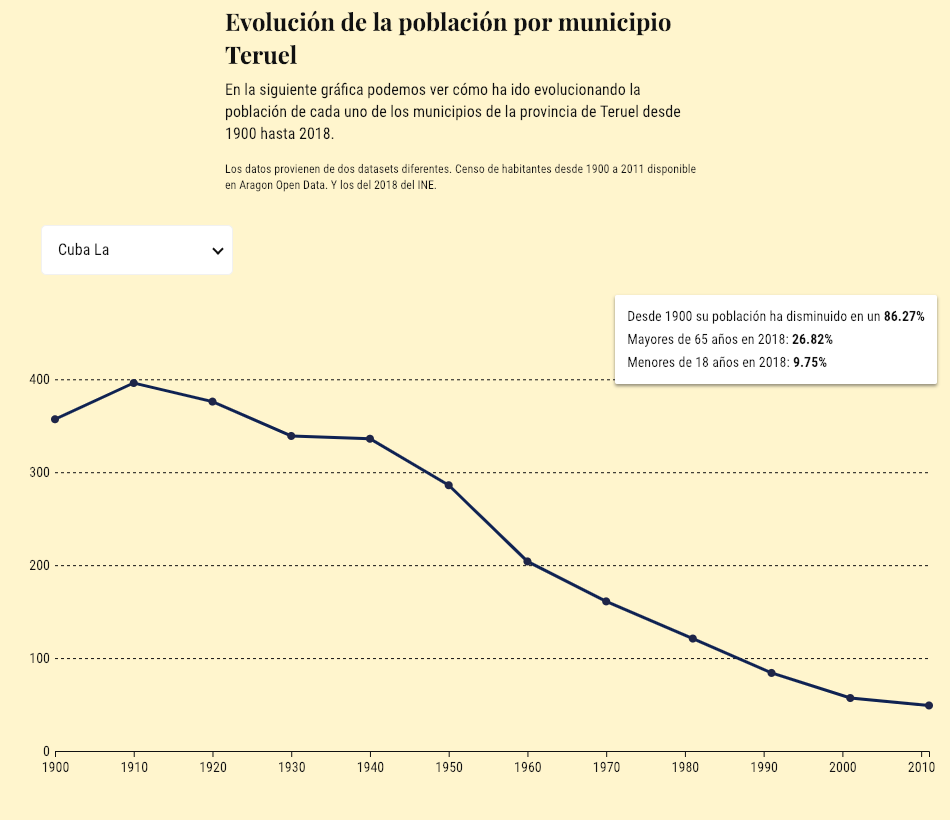 Evolución de la población por municipio
Teruel
En la siguiente gráfica podemos ver cómo ha ido evolucionando la
población de cada uno de los municipios de la provincia de Teruel desde
1900 hasta 2018.
Los datos provienen de dos datasets diferentes. Censo de habitantes desde 1900 a 2011 disponible
en Aragon Open Data. Y los del 2018 del INE.
Cuba La
Desde 1900 su población ha disminuido en un 86.27%
Mayores de 65 años en 2018: 26.82%
Menores de 18 años en 2018: 9.75%
400
300
200
100
0
1900 1910 1920 1930 1940 1950 1960 1970 1980 1990 2000 2010